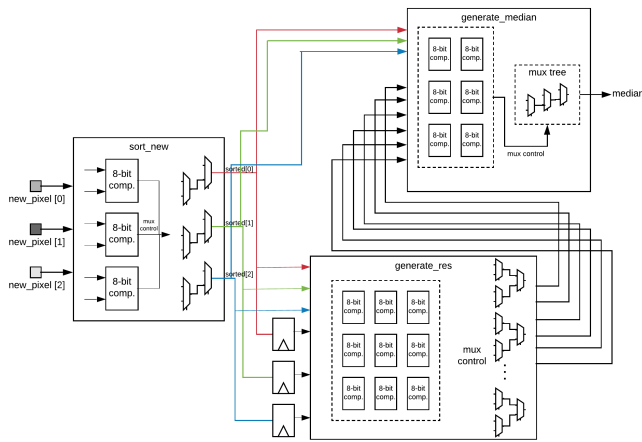 generate_median
8-bit
comp.
8-bit
comp.
8-bit
comp.
8-bit
comp.
8-bit
comp.
8-bit
comp.
mux tree
median
mux control
sort_new
8-bit
comp.
8-bit
comp.
8-bit
comp.
mux
control
new_pixel [0]
new_pixel [1]
new_pixel [2]
sorted[0]
sorted[1]
sorted[2]
generate_res
8-bit
comp.
8-bit
comp.
8-bit
comp.
8-bit
comp.
8-bit
comp.
8-bit
comp.
8-bit
comp.
8-bit
comp.
8-bit
comp.
mux
control